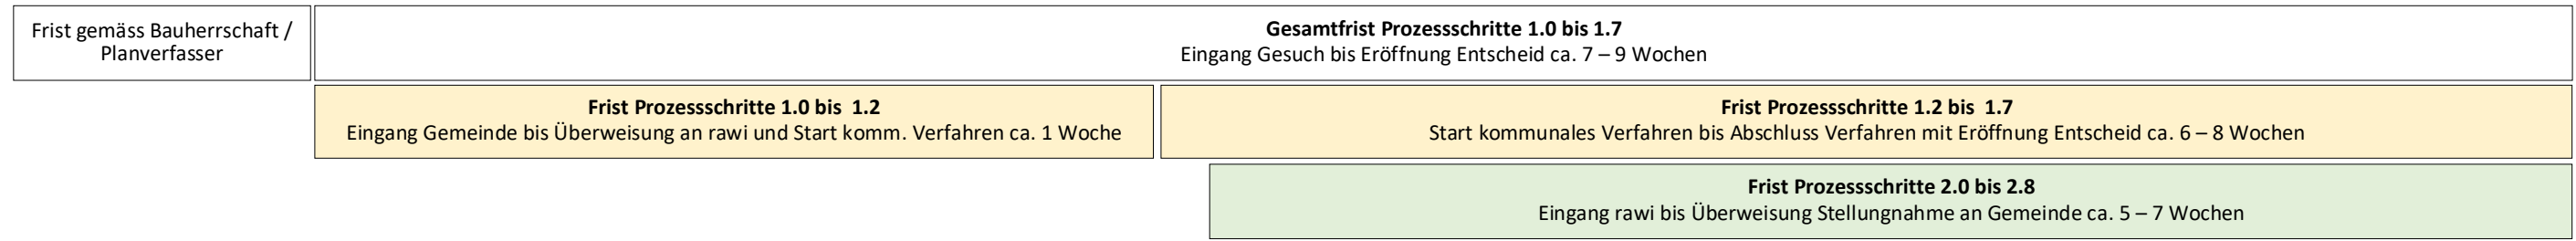 Frist gemäss Bauherrschaft /
Planverfasser
Gesamtfrist Prozessschritte 1.0 bis 1.7
Eingang Gesuch bis Eröffnung Entscheid ca. 7 – 9 Wochen
Frist Prozessschritte 1.0 bis  1.2
Eingang Gemeinde bis Überweisung an rawi und Start komm. Verfahren ca. 1 Woche
Frist Prozessschritte 1.2 bis  1.7
Start kommunales Verfahren bis Abschluss Verfahren mit Eröffnung Entscheid ca. 6 – 8 Wochen
Frist Prozessschritte 2.0 bis 2.8
Eingang rawi bis Überweisung Stellungnahme an Gemeinde ca. 5 – 7 Wochen